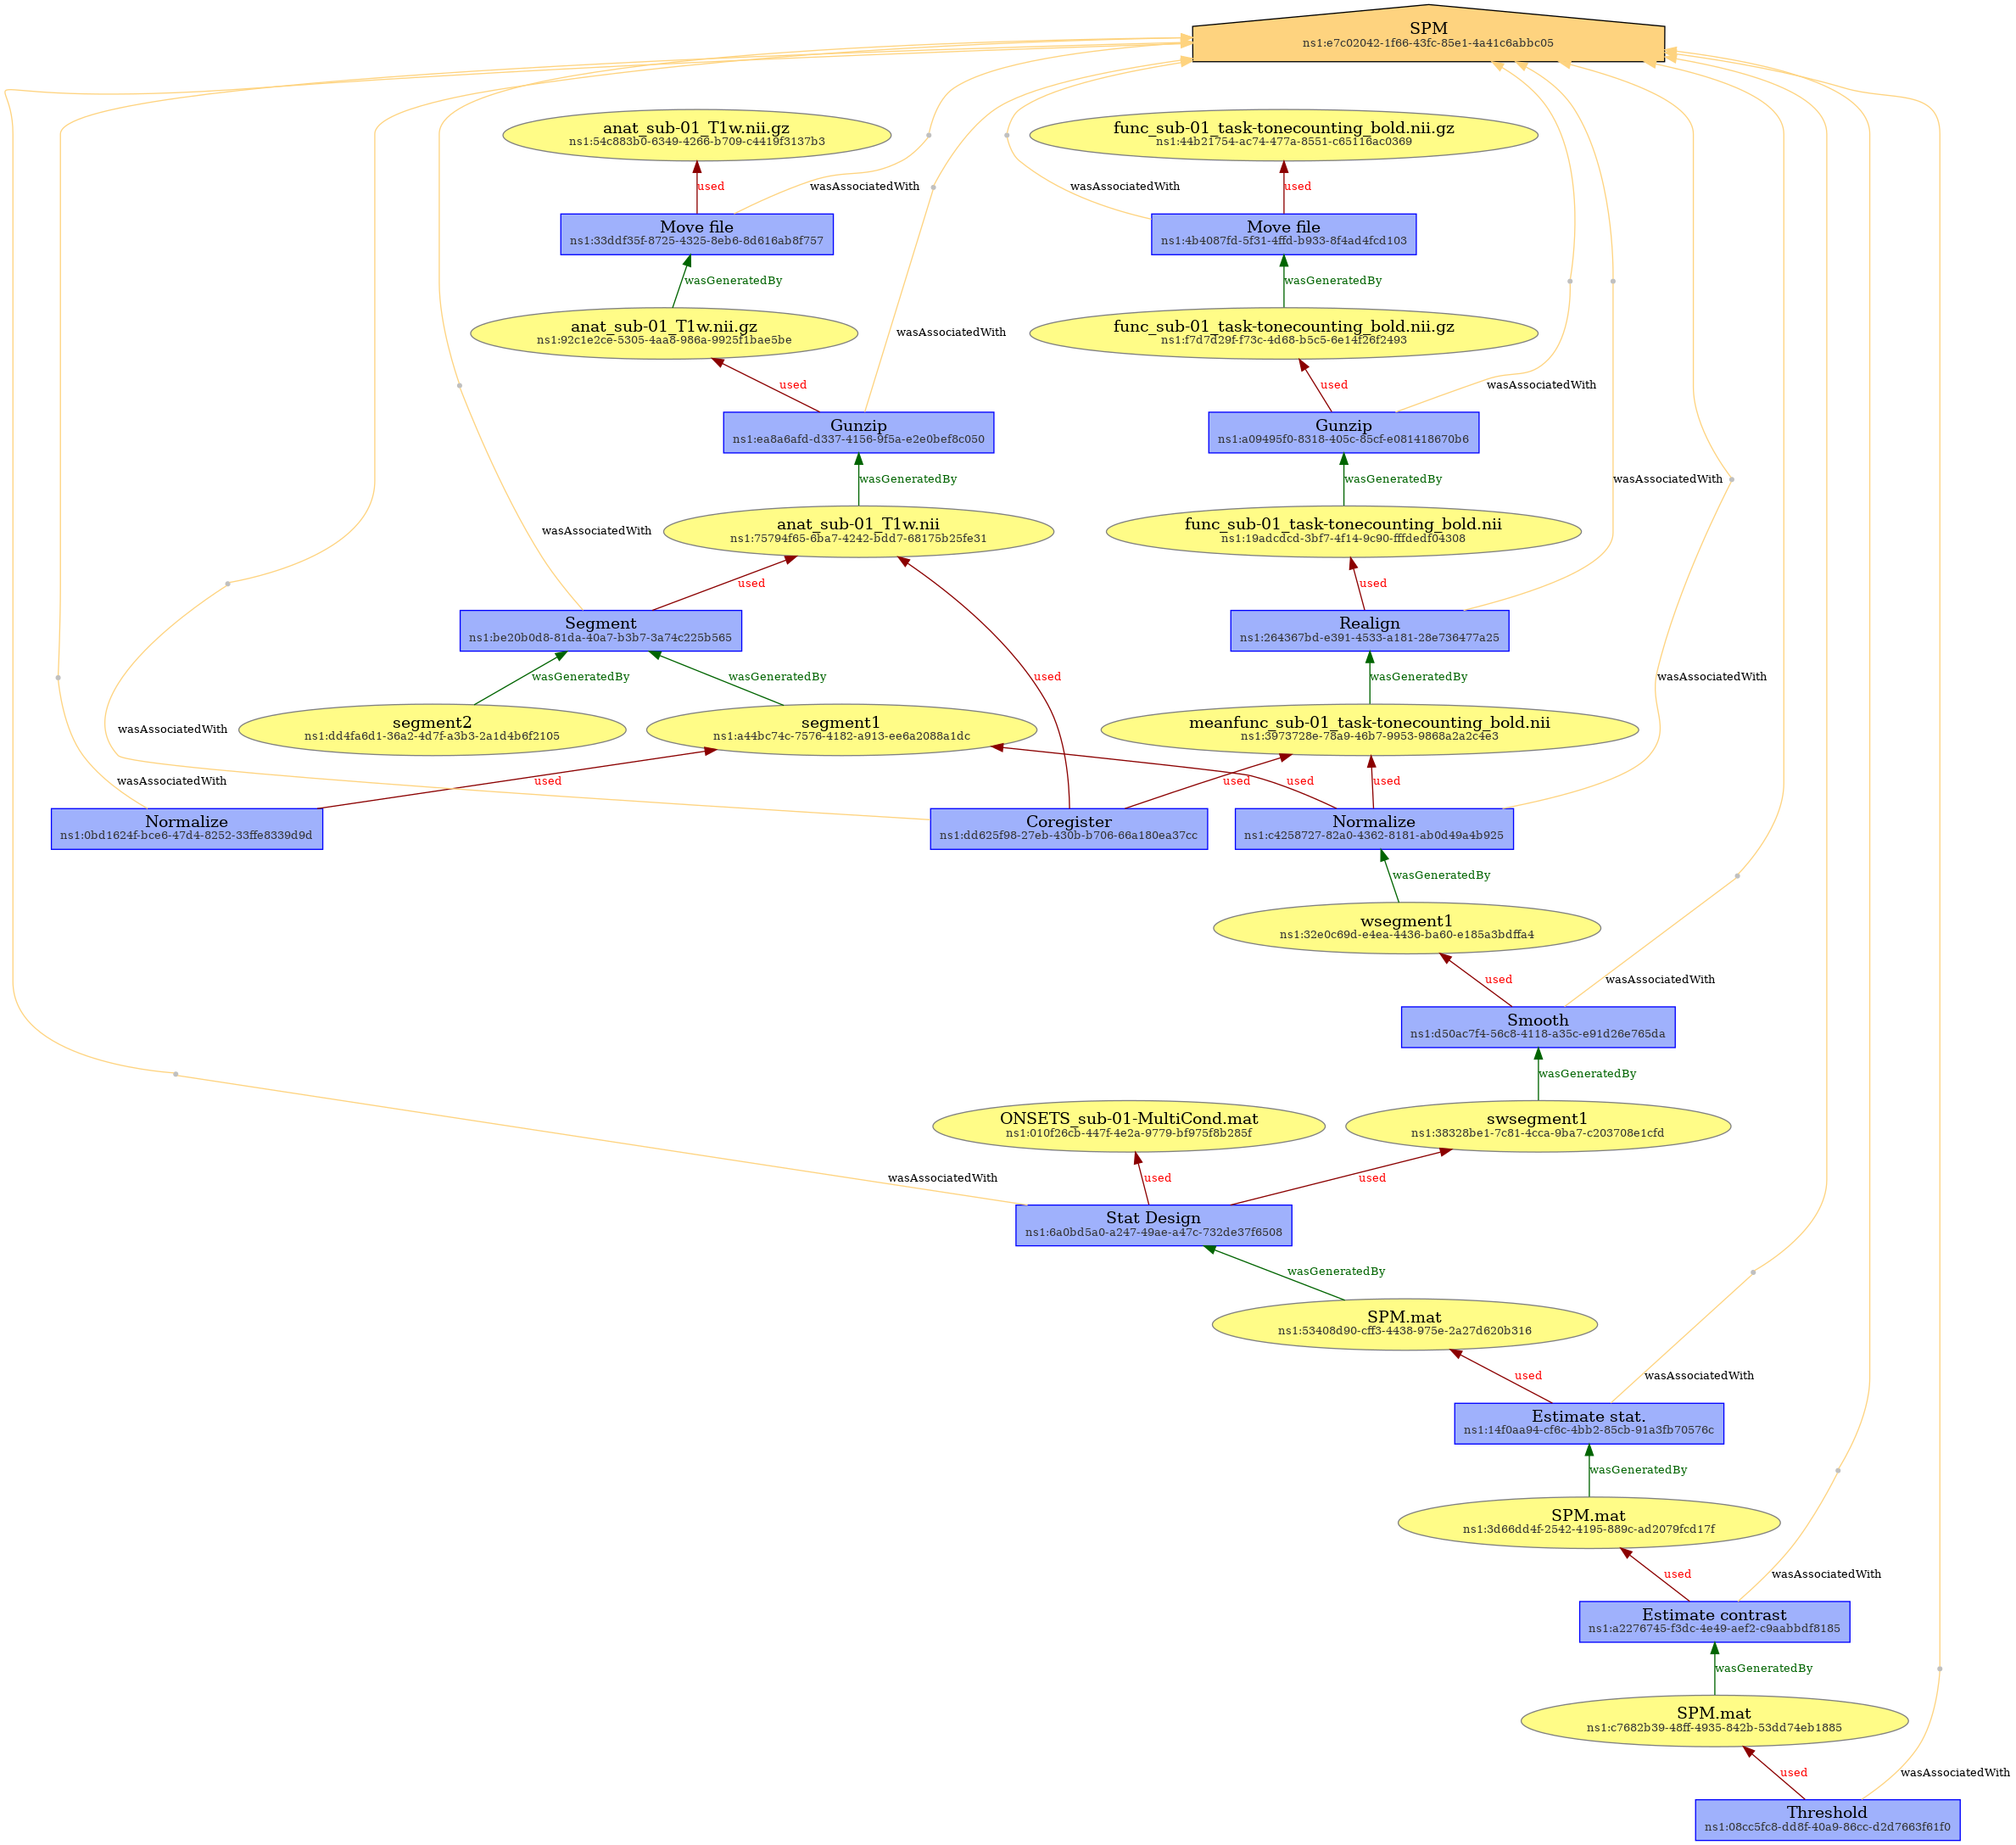 SPM
ns1:e7c02042-1f66-43fc-85e1-4a41c6abbc05
anat_sub-01_T1w.nii.gz
ns1:54c883b0-6349-4266-b709-c4419f3137b3
func_sub-01_task-tonecounting_bold.nii.gz
ns1:44b21754-ac74-477a-8551-c65116ac0369
used
wasAssociatedWith
wasAssociatedWith
used
Move file
ns1:33ddf35f-8725-4325-8eb6-8d616ab8f757
Move file
ns1:4b4087fd-5f31-4ffd-b933-8f4ad4fcd103
wasGeneratedBy
wasGeneratedBy
anat_sub-01_T1w.nii.gz
ns1:92c1e2ce-5305-4aa8-986a-9925f1bae5be
wasAssociatedWith
func_sub-01_task-tonecounting_bold.nii.gz
ns1:f7d7d29f-f73c-4d68-b5c5-6e14f26f2493
used
used
wasAssociatedWith
Gunzip
ns1:ea8a6afd-d337-4156-9f5a-e2e0bef8c050
Gunzip
ns1:a09495f0-8318-405c-85cf-e081418670b6
wasGeneratedBy
wasGeneratedBy
wasAssociatedWith
wasAssociatedWith
anat_sub-01_T1w.nii
ns1:75794f65-6ba7-4242-bdd7-68175b25fe31
func_sub-01_task-tonecounting_bold.nii
ns1:19adcdcd-3bf7-4f14-9c90-fffdedf04308
used
used
Segment
ns1:be20b0d8-81da-40a7-b3b7-3a74c225b565
Realign
ns1:264367bd-e391-4533-a181-28e736477a25
wasGeneratedBy
wasGeneratedBy
used
wasGeneratedBy
wasAssociatedWith
wasAssociatedWith
segment2
ns1:dd4fa6d1-36a2-4d7f-a3b3-2a1d4b6f2105
segment1
ns1:a44bc74c-7576-4182-a913-ee6a2088a1dc
meanfunc_sub-01_task-tonecounting_bold.nii
ns1:3973728e-78a9-46b7-9953-9868a2a2c4e3
wasAssociatedWith
used
used
used
used
Normalize
ns1:0bd1624f-bce6-47d4-8252-33ffe8339d9d
Coregister
ns1:dd625f98-27eb-430b-b706-66a180ea37cc
Normalize
ns1:c4258727-82a0-4362-8181-ab0d49a4b925
wasGeneratedBy
wsegment1
ns1:32e0c69d-e4ea-4436-ba60-e185a3bdffa4
used
wasAssociatedWith
Smooth
ns1:d50ac7f4-56c8-4118-a35c-e91d26e765da
wasGeneratedBy
ONSETS_sub-01-MultiCond.mat
ns1:010f26cb-447f-4e2a-9779-bf975f8b285f
swsegment1
ns1:38328be1-7c81-4cca-9ba7-c203708e1cfd
wasAssociatedWith
used
used
Stat Design
ns1:6a0bd5a0-a247-49ae-a47c-732de37f6508
wasGeneratedBy
SPM.mat
ns1:53408d90-cff3-4438-975e-2a27d620b316
used
wasAssociatedWith
Estimate stat.
ns1:14f0aa94-cf6c-4bb2-85cb-91a3fb70576c
wasGeneratedBy
SPM.mat
ns1:3d66dd4f-2542-4195-889c-ad2079fcd17f
used
wasAssociatedWith
Estimate contrast
ns1:a2276745-f3dc-4e49-aef2-c9aabbdf8185
wasGeneratedBy
SPM.mat
ns1:c7682b39-48ff-4935-842b-53dd74eb1885
used
wasAssociatedWith
Threshold
ns1:08cc5fc8-dd8f-40a9-86cc-d2d7663f61f0